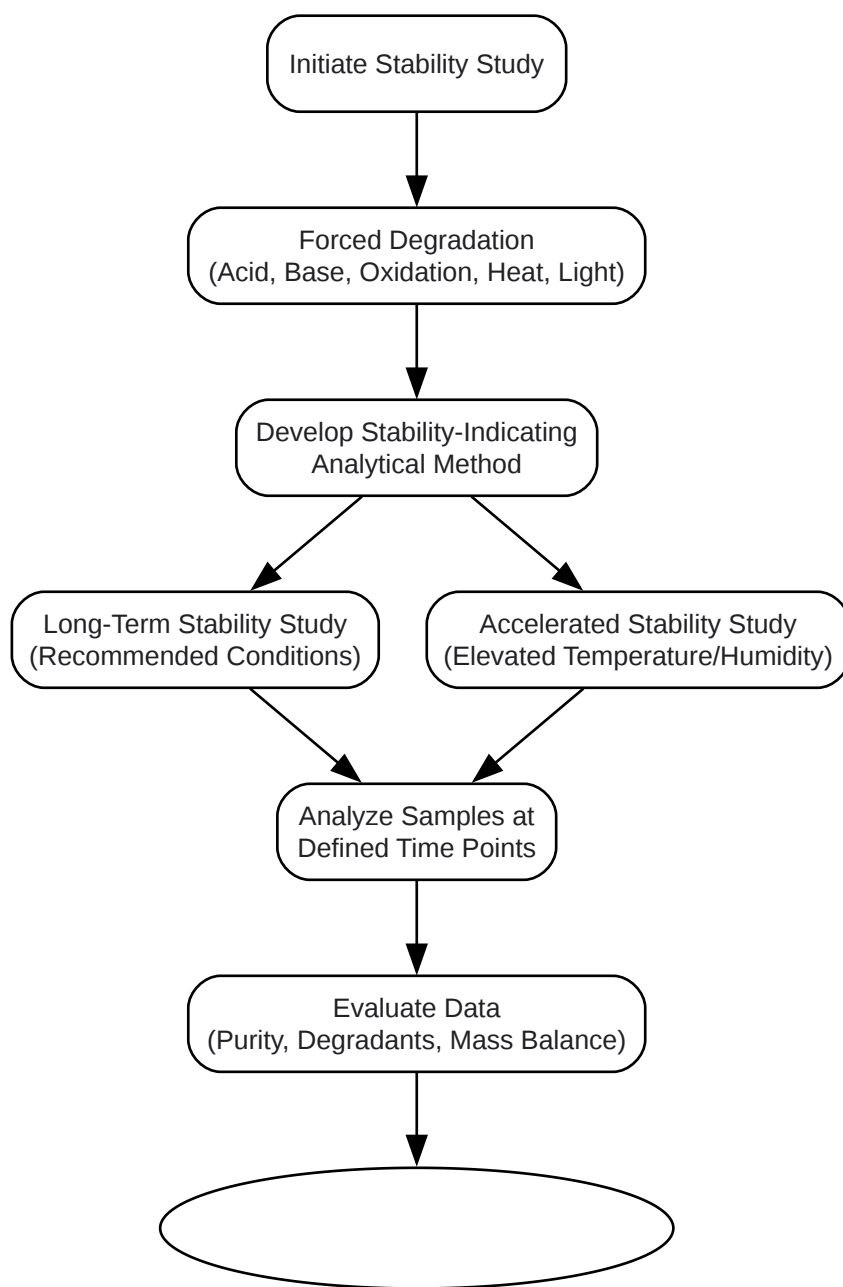 Initiate Stability Study
Forced Degradation
(Acid, Base, Oxidation, Heat, Light)
Develop Stability-Indicating
Analytical Method
Long-Term Stability Study
(Recommended Conditions)
Accelerated Stability Study
(Elevated Temperature/Humidity)
Analyze Samples at
Defined Time Points
Evaluate Data
(Purity, Degradants, Mass Balance)